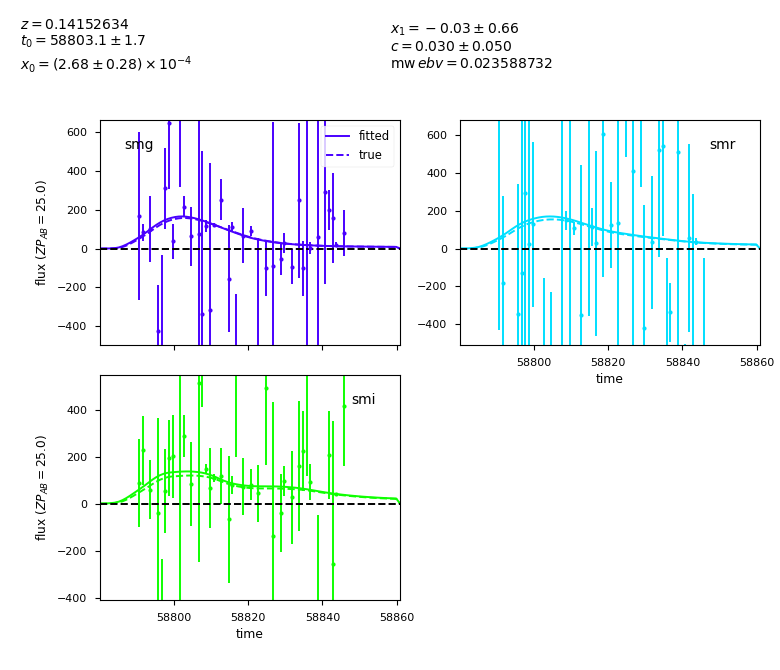 z = 0.14152634
t₀ = 58803.1 ± 1.7
x₀ = (2.68 ± 0.28) × 10⁻⁴
x₁ = −0.03 ± 0.66
c = 0.030 ± 0.050
mw ebv = 0.023588732
600
400
200
0
−200
−400
flux (ZP_AB = 25.0)
smg
fitted
true
600
400
200
0
−200
−400
smr
58800
58820
58840
58860
time
400
200
0
−200
−400
flux (ZP_AB = 25.0)
smi
58800
58820
58840
58860
time